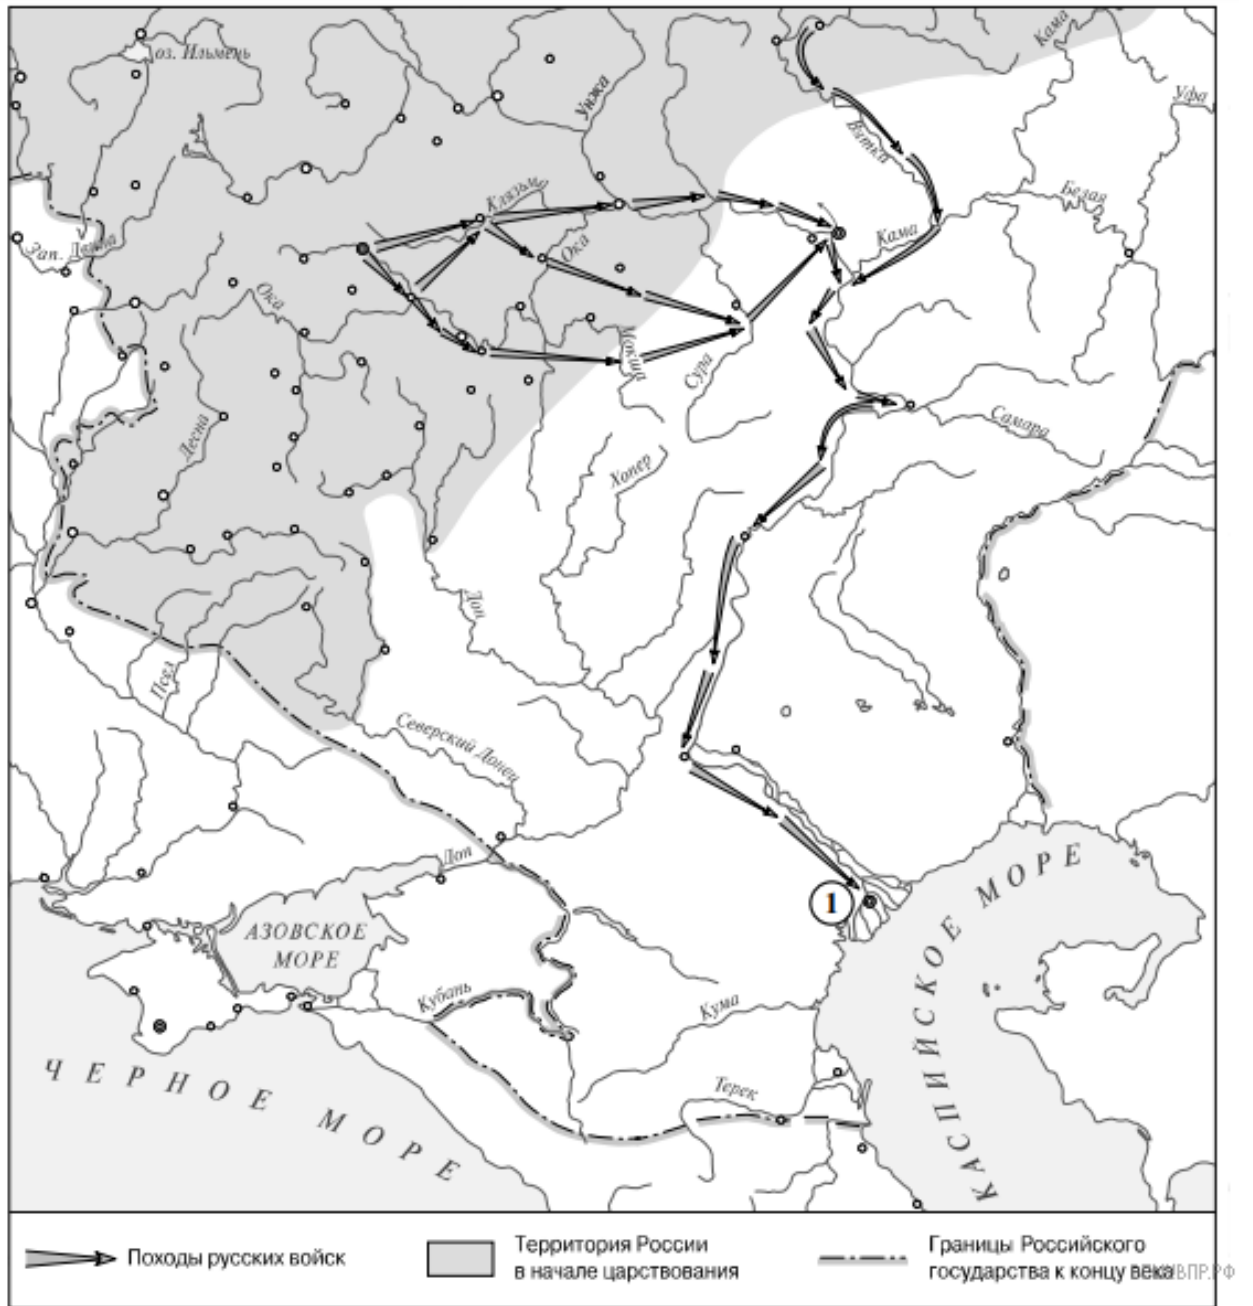 оз. Ильмень
Кама
Уфа
Унжа
Вятка
Клязьм
Белая
Зап. Двина
Ока
Кама
Ока
Мокша
Сура
Самара
Десна
Хопер
Дон
Псел
Северский Донец
Дон
1
АЗОВСКОЕ
МОРЕ
Кубань
Кума
Терек
ЧЕРНОЕ МОРЕ
КАСПИЙСКОЕ МОРЕ
Походы русских войск
Территория России
в начале царствования
Границы Российского
государства к концу века